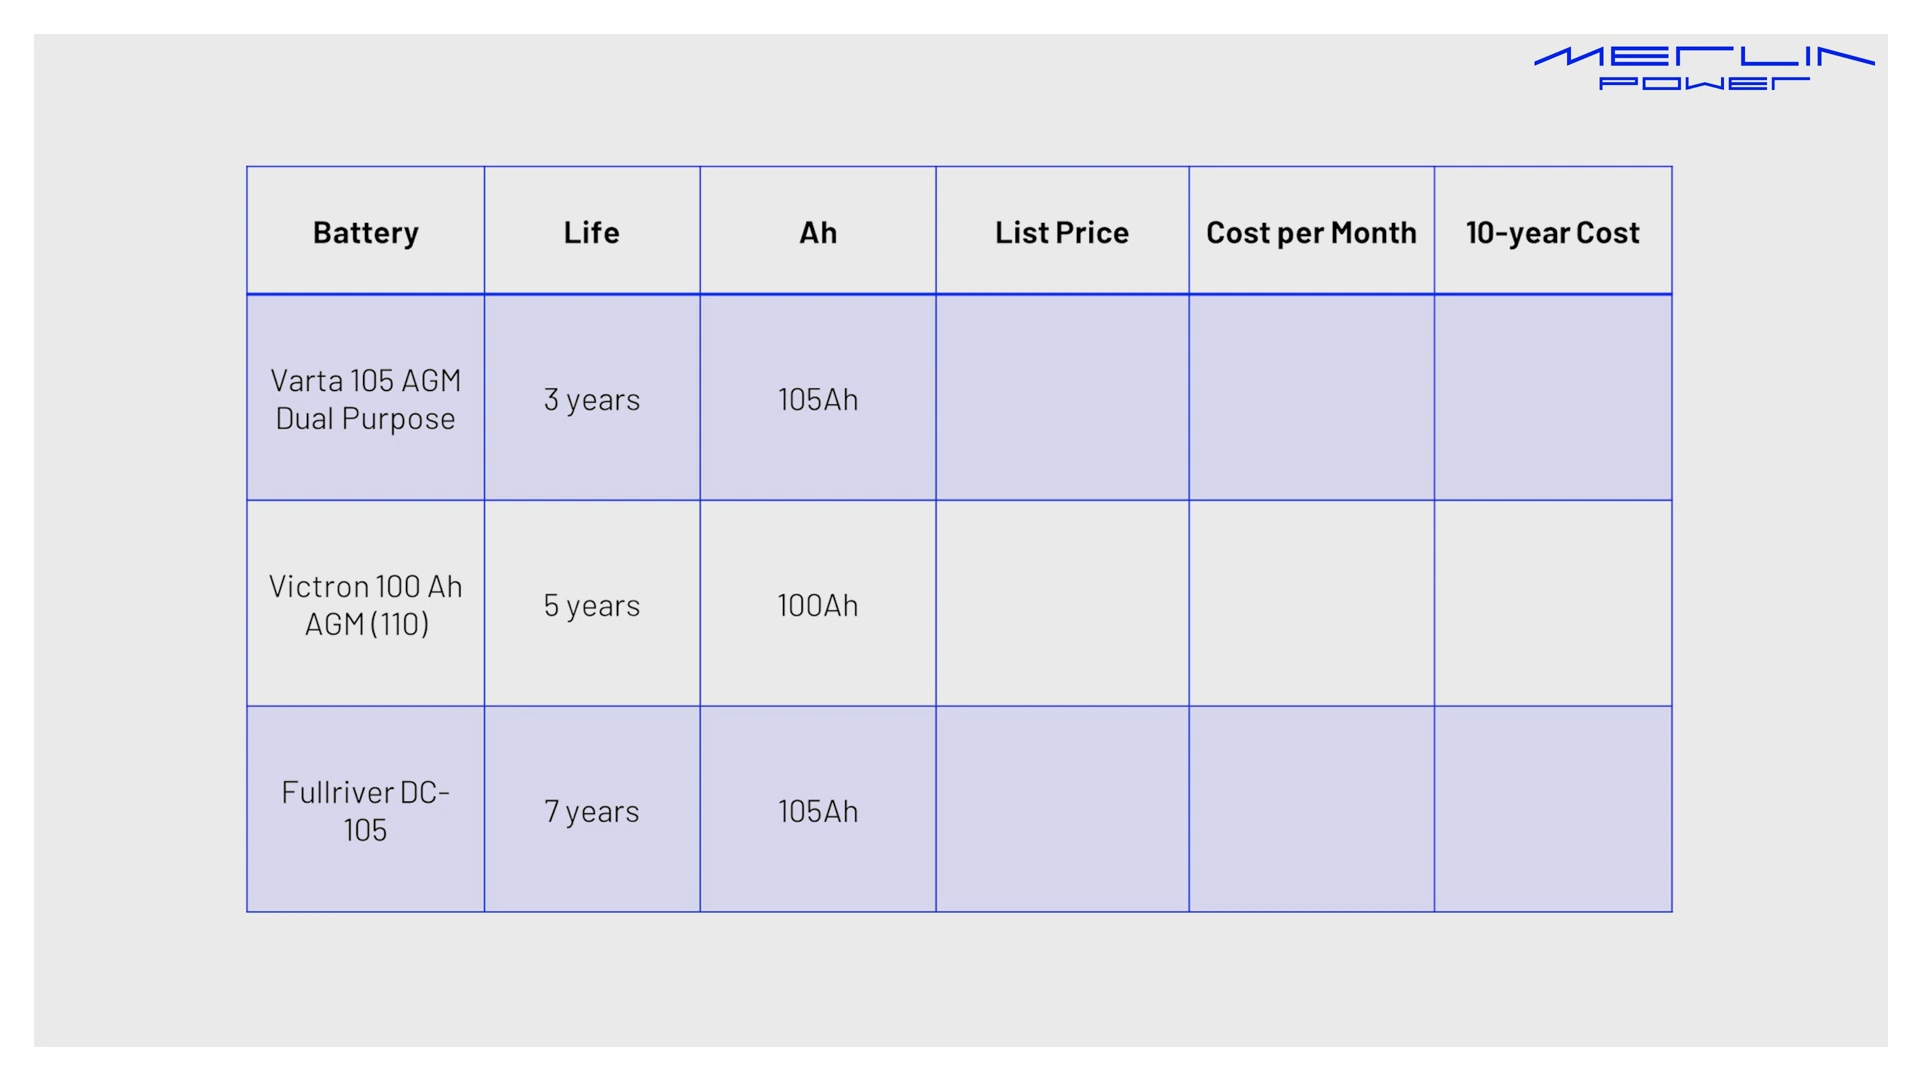 MERLIN
POWER
Battery Life Ah List Price Cost per Month 10-year Cost
Varta 105 AGM
Dual Purpose
3 years 105Ah
Victron 100 Ah
AGM (110)
5 years 100Ah
Fullriver DC-
105
7 years 105Ah